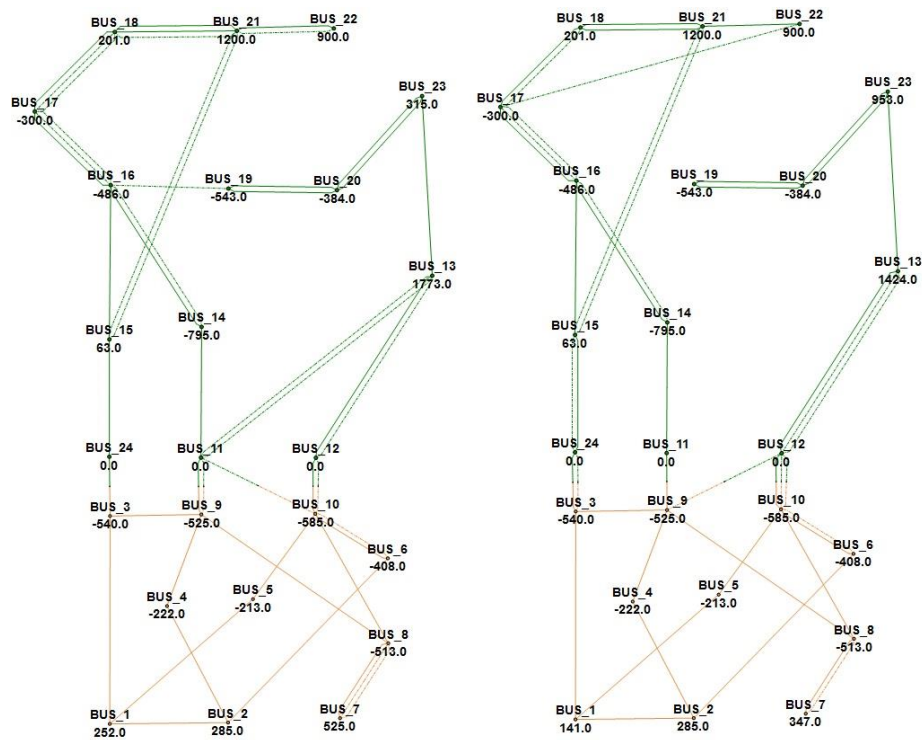 BUS_18
201.0
BUS_21
1200.0
BUS_22
900.0
BUS_17
-300.0
BUS_23
315.0
BUS_16
-486.0
BUS_19
-543.0
BUS_20
-384.0
BUS_13
1773.0
BUS_15
63.0
BUS_14
-795.0
BUS_24
0.0
BUS_11
0.0
BUS_12
0.0
BUS_3
-540.0
BUS_9
-525.0
BUS_10
-585.0
BUS_6
-408.0
BUS_4
-222.0
BUS_5
-213.0
BUS_8
-513.0
BUS_1
252.0
BUS_2
285.0
BUS_7
525.0
BUS_18
201.0
BUS_21
1200.0
BUS_22
900.0
BUS_17
-300.0
BUS_23
953.0
BUS_16
-486.0
BUS_19
-543.0
BUS_20
-384.0
BUS_13
1424.0
BUS_15
63.0
BUS_14
-795.0
BUS_24
0.0
BUS_11
0.0
BUS_12
0.0
BUS_3
-540.0
BUS_9
-525.0
BUS_10
-585.0
BUS_6
-408.0
BUS_4
-222.0
BUS_5
-213.0
BUS_8
-513.0
BUS_1
141.0
BUS_2
285.0
BUS_7
347.0